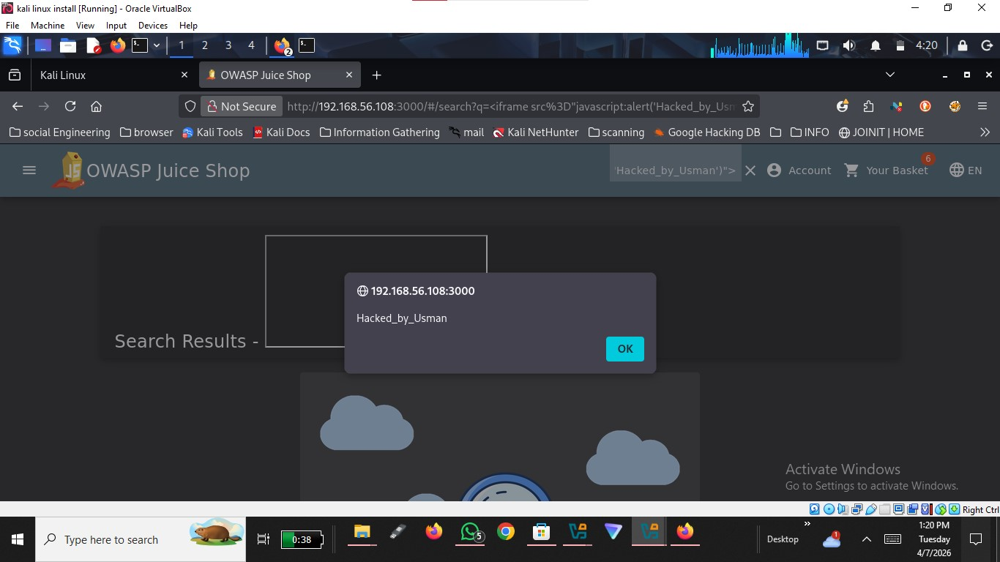 kali linux install [Running] - Oracle VirtualBox
File Machine View Input Devices Help
1 2 3 4 2 4:20
Kali Linux OWASP Juice Shop
Not Secure http://192.168.56.108:3000/#/search?q=<iframe src%3D"javascript:alert('Hacked_by_Usm
social Engineering browser Kali Tools Kali Docs Information Gathering mail Kali NetHunter scanning Google Hacking DB INFO JOINIT | HOME
OWASP Juice Shop 'Hacked_by_Usman')"> Account Your Basket 6 EN
192.168.56.108:3000
Hacked_by_Usman
OK
Search Results -
Activate Windows
Go to Settings to activate Windows.
Right Ctrl
Type here to search 0:38 5 Desktop 1 1:20 PM
Tuesday
4/7/2026